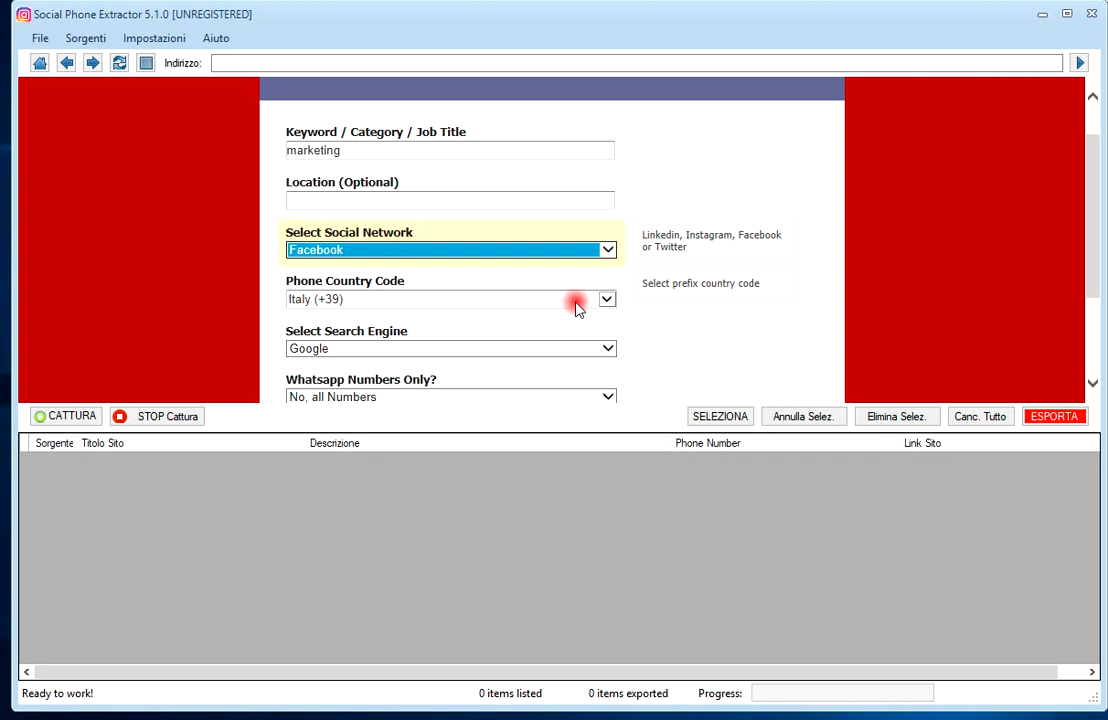 Social Phone Extractor 5.1.0 [UNREGISTERED]
File Sorgenti Impostazioni Aiuto
Indirizzo:
Keyword / Category / Job Title
marketing
Location (Optional)
Select Social Network
Facebook
Linkedin, Instagram, Facebook
or Twitter
Phone Country Code
Italy (+39)
Select prefix country code
Select Search Engine
Google
Whatsapp Numbers Only?
No, all Numbers
CATTURA STOP Cattura SELEZIONA Annulla Selez. Elimina Selez. Canc. Tutto ESPORTA
Sorgente Titolo Sito Descrizione Phone Number Link Sito
Ready to work! 0 items listed 0 items exported Progress: